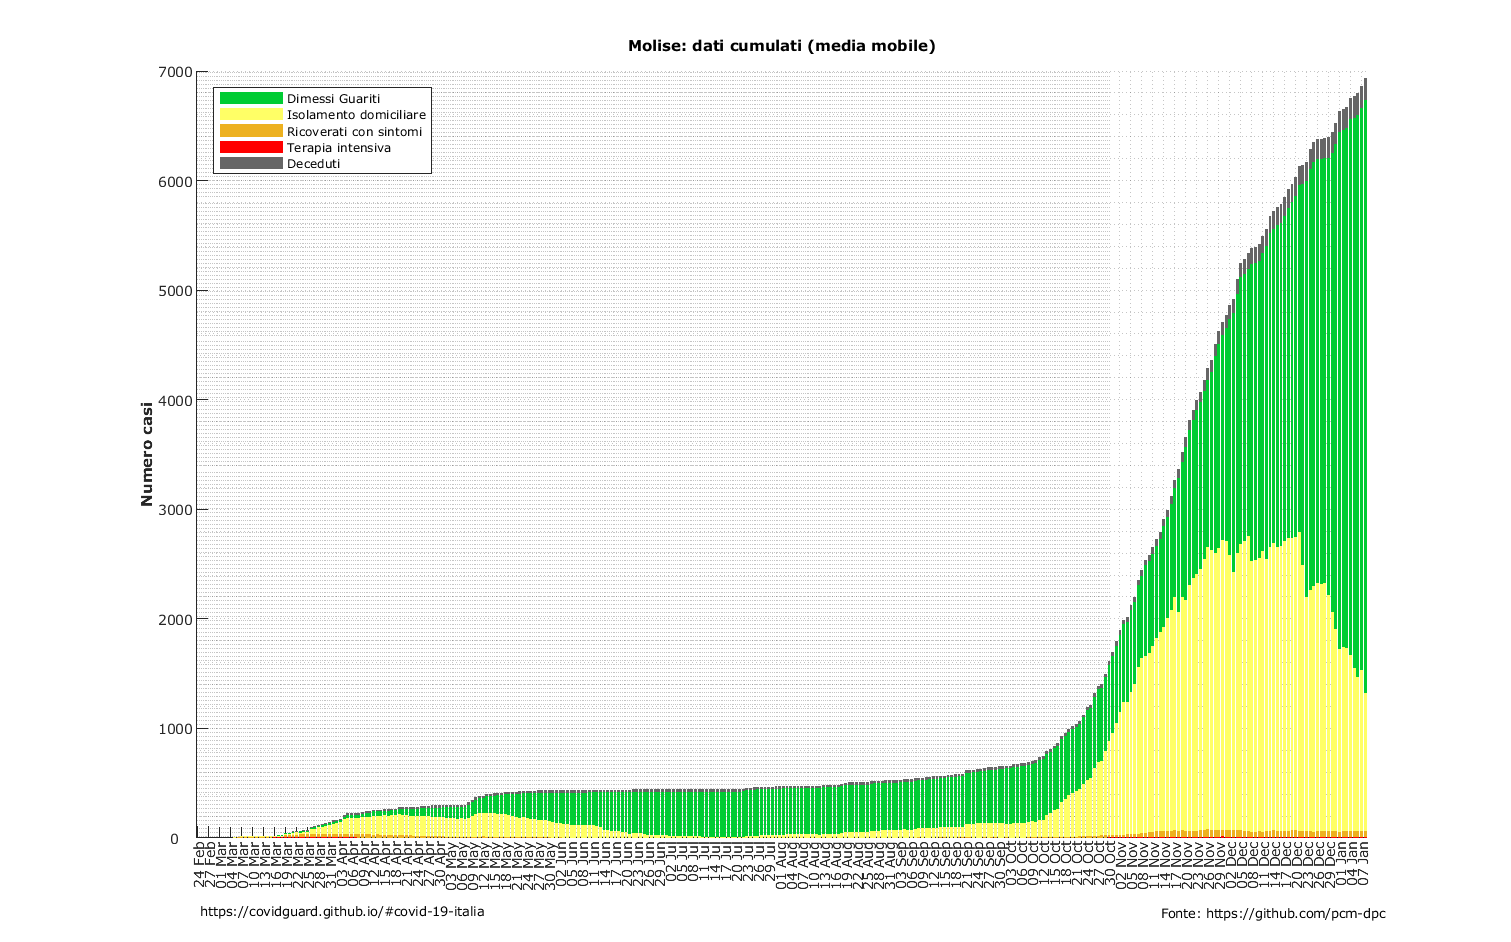 Molise: dati cumulati (media mobile)
7000
6000
5000
4000
3000
2000
1000
0
Numero casi
Dimessi Guariti
Isolamento domiciliare
Ricoverati con sintomi
Terapia intensiva
Deceduti
24 Feb
27 Feb
01 Mar
04 Mar
07 Mar
10 Mar
13 Mar
16 Mar
19 Mar
22 Mar
25 Mar
28 Mar
31 Mar
03 Apr
06 Apr
09 Apr
12 Apr
15 Apr
18 Apr
21 Apr
24 Apr
27 Apr
30 Apr
03 May
06 May
09 May
12 May
15 May
18 May
21 May
24 May
27 May
30 May
02 Jun
05 Jun
08 Jun
11 Jun
14 Jun
17 Jun
20 Jun
23 Jun
26 Jun
29 Jun
02 Jul
05 Jul
08 Jul
11 Jul
14 Jul
17 Jul
20 Jul
23 Jul
26 Jul
29 Jul
01 Aug
04 Aug
07 Aug
10 Aug
13 Aug
16 Aug
19 Aug
22 Aug
25 Aug
28 Aug
31 Aug
03 Sep
06 Sep
09 Sep
12 Sep
15 Sep
18 Sep
21 Sep
24 Sep
27 Sep
30 Sep
03 Oct
06 Oct
09 Oct
12 Oct
15 Oct
18 Oct
21 Oct
24 Oct
27 Oct
30 Oct
02 Nov
05 Nov
08 Nov
11 Nov
14 Nov
17 Nov
20 Nov
23 Nov
26 Nov
29 Nov
02 Dec
05 Dec
08 Dec
11 Dec
14 Dec
17 Dec
20 Dec
23 Dec
26 Dec
29 Dec
01 Jan
04 Jan
07 Jan
https://covidguard.github.io/#covid-19-italia
Fonte: https://github.com/pcm-dpc